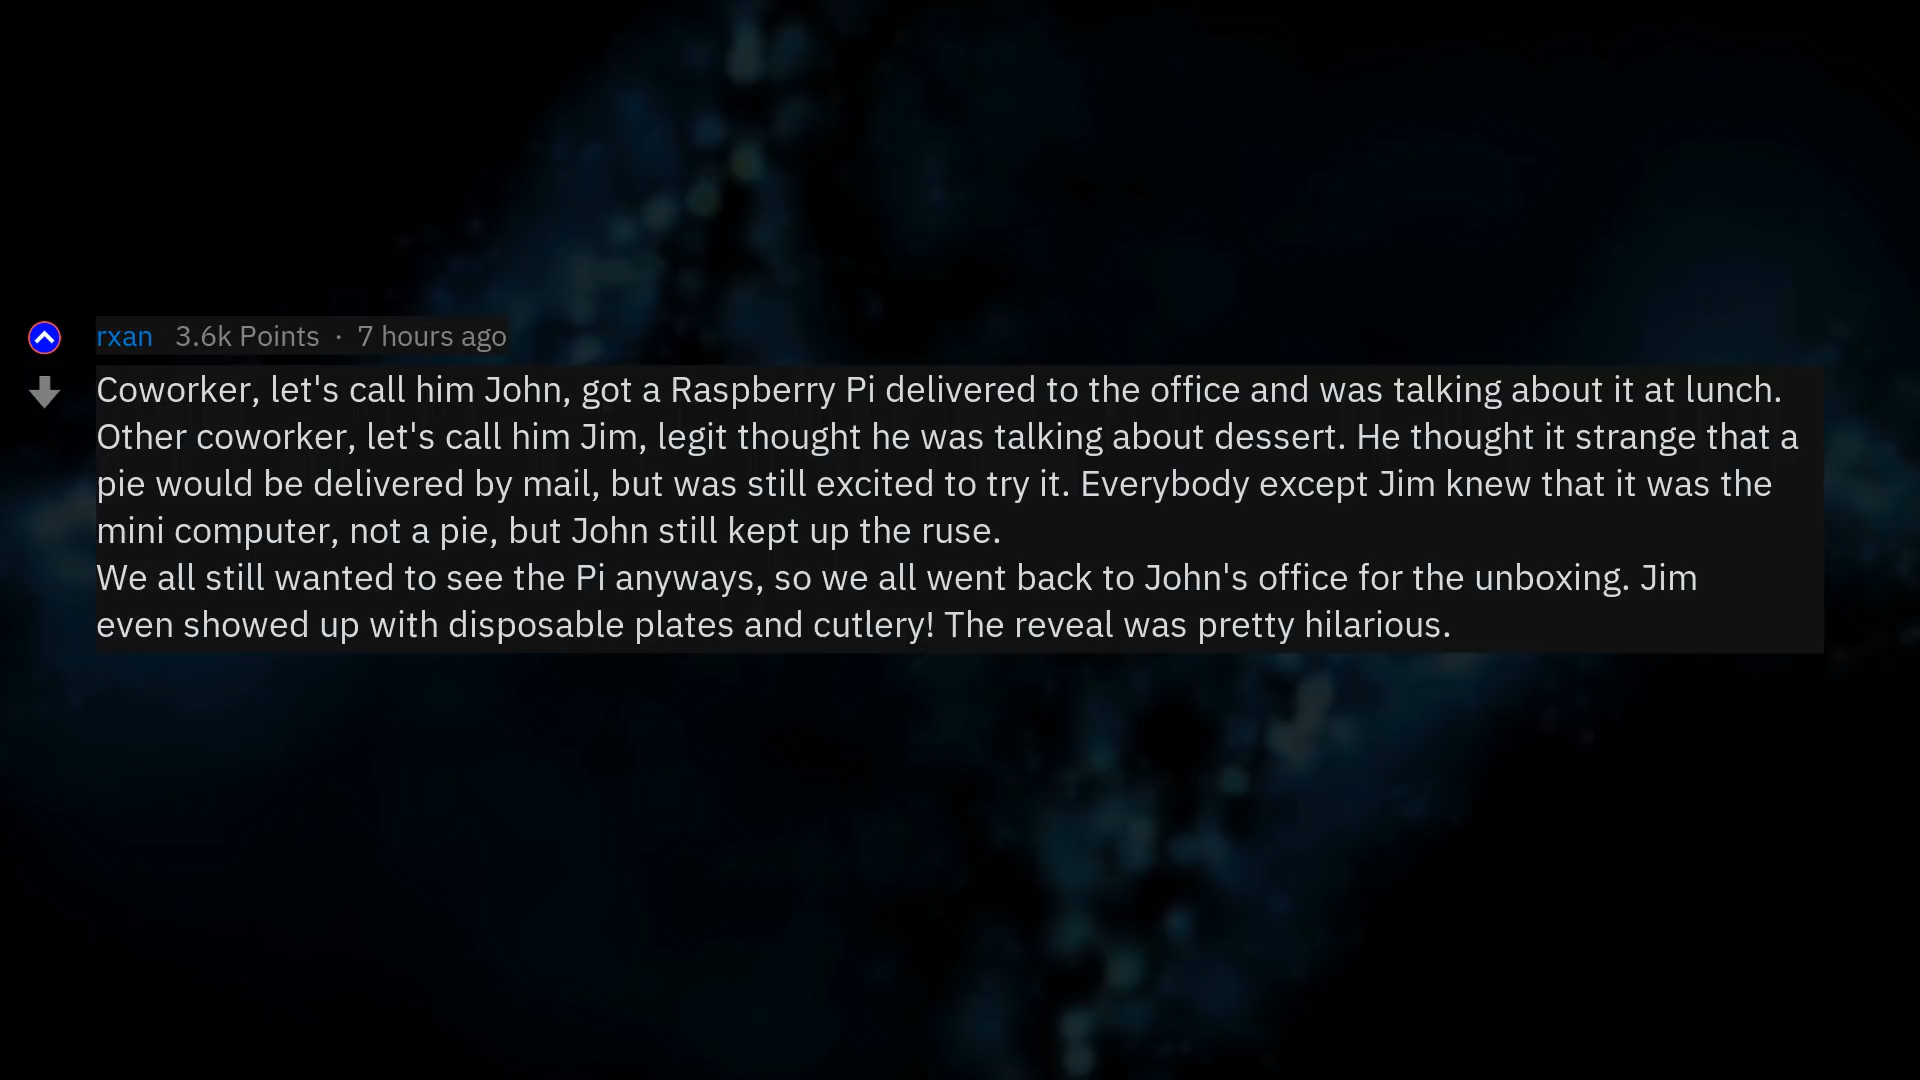 rxan 3.6k Points · 7 hours ago
Coworker, let's call him John, got a Raspberry Pi delivered to the office and was talking about it at lunch.
Other coworker, let's call him Jim, legit thought he was talking about dessert. He thought it strange that a
pie would be delivered by mail, but was still excited to try it. Everybody except Jim knew that it was the
mini computer, not a pie, but John still kept up the ruse.
We all still wanted to see the Pi anyways, so we all went back to John's office for the unboxing. Jim
even showed up with disposable plates and cutlery! The reveal was pretty hilarious.